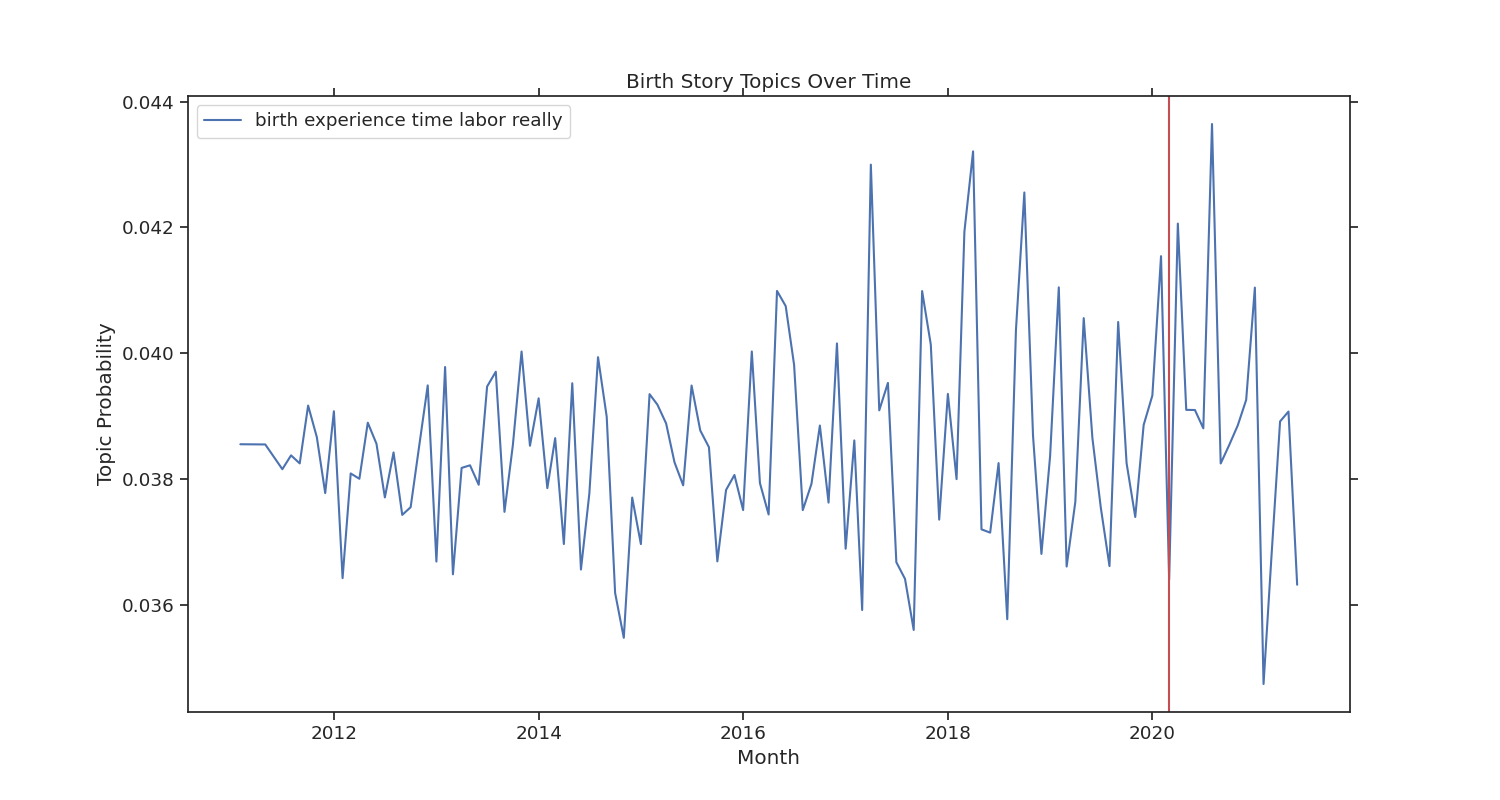 Birth Story Topics Over Time
birth experience time labor really
Topic Probability
0.044
0.042
0.040
0.038
0.036
2012 2014 2016 2018 2020
Month